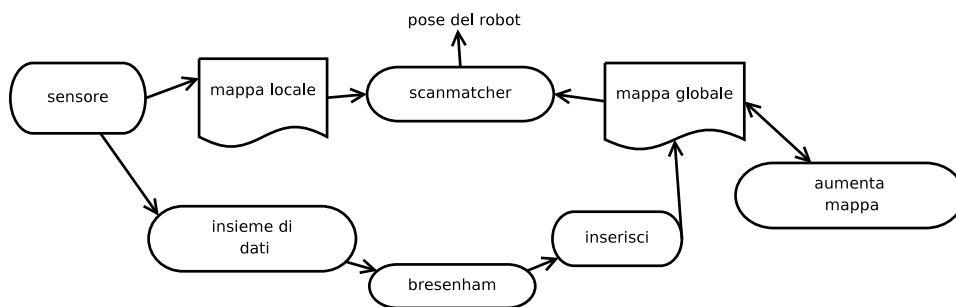 pose del robot
sensore
mappa locale
scanmatcher
mappa globale
aumenta
mappa
insieme di
dati
inserisci
bresenham